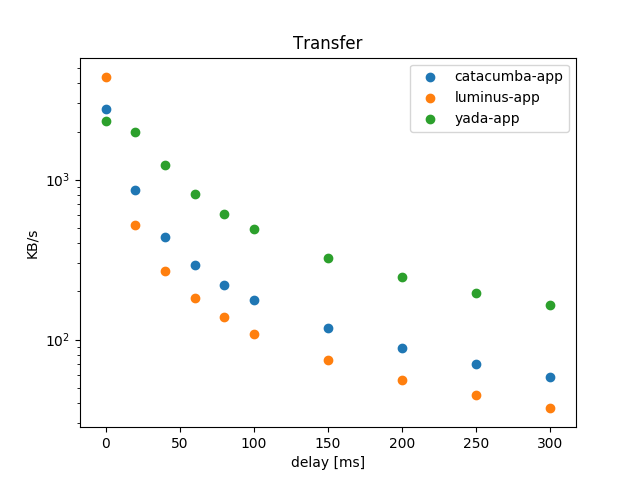 Transfer
catacumba-app
luminus-app
yada-app
10³
10²
KB/s
0 50 100 150 200 250 300
delay [ms]